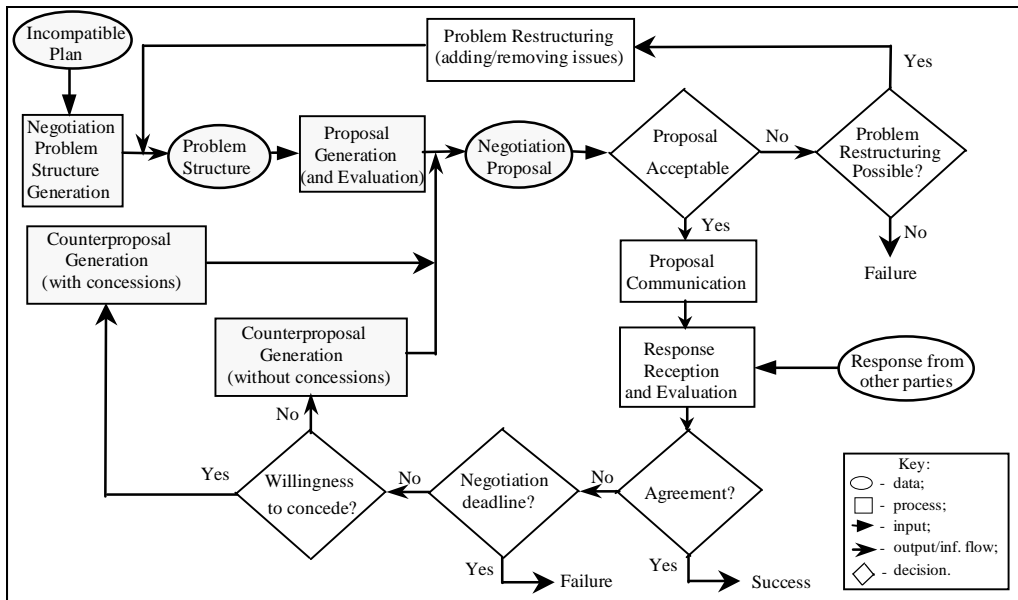 Incompatible
Plan
Problem Restructuring
(adding/removing issues)
Yes
Negotiation
Problem
Structure
Generation
Problem
Structure
Proposal
Generation
(and Evaluation)
Negotiation
Proposal
Proposal
Acceptable
No
Problem
Restructuring
Possible?
Yes
No
Failure
Counterproposal
Generation
(with concessions)
Proposal
Communication
Counterproposal
Generation
(without concessions)
Response
Reception
and Evaluation
Response from
other parties
No
Yes
Willingness
to concede?
No
Negotiation
deadline?
No
Agreement?
Yes
Failure
Yes
Success
Key:
- data;
- process;
- input;
- output/inf. flow;
- decision.